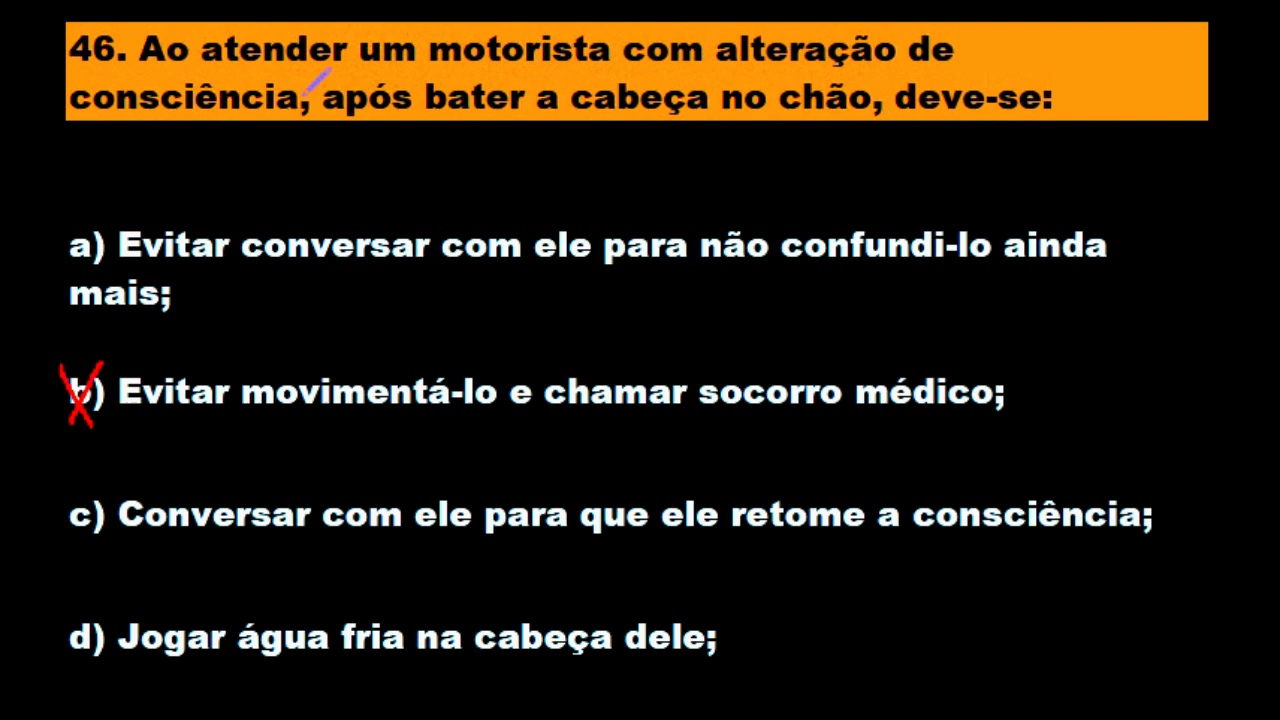 46. Ao atender um motorista com alteração de
consciência, após bater a cabeça no chão, deve-se:
a) Evitar conversar com ele para não confundi-lo ainda
mais;
b) Evitar movimentá-lo e chamar socorro médico;
c) Conversar com ele para que ele retome a consciência;
d) Jogar água fria na cabeça dele;